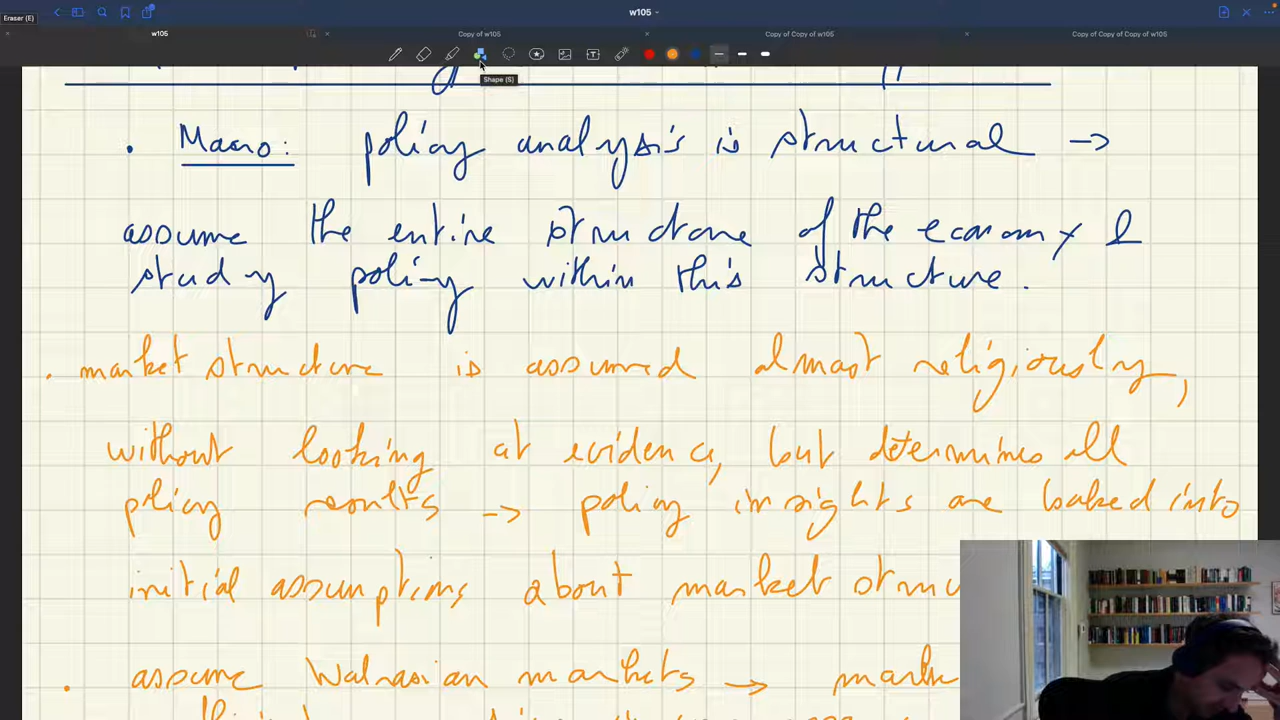 Eraser (E)
w105
w105
Copy of w105
Copy of Copy of w105
Copy of Copy of Copy of w105
Shape (S)
. Macro: policy analysis is structural →
assume the entire structure of the economy &
study policy within this structure.
. market structure is assumed almost religiously,
without looking at evidence, but determines all
policy results → policy insights are baked into
initial assumptions about market
. assume Walrasian markets →